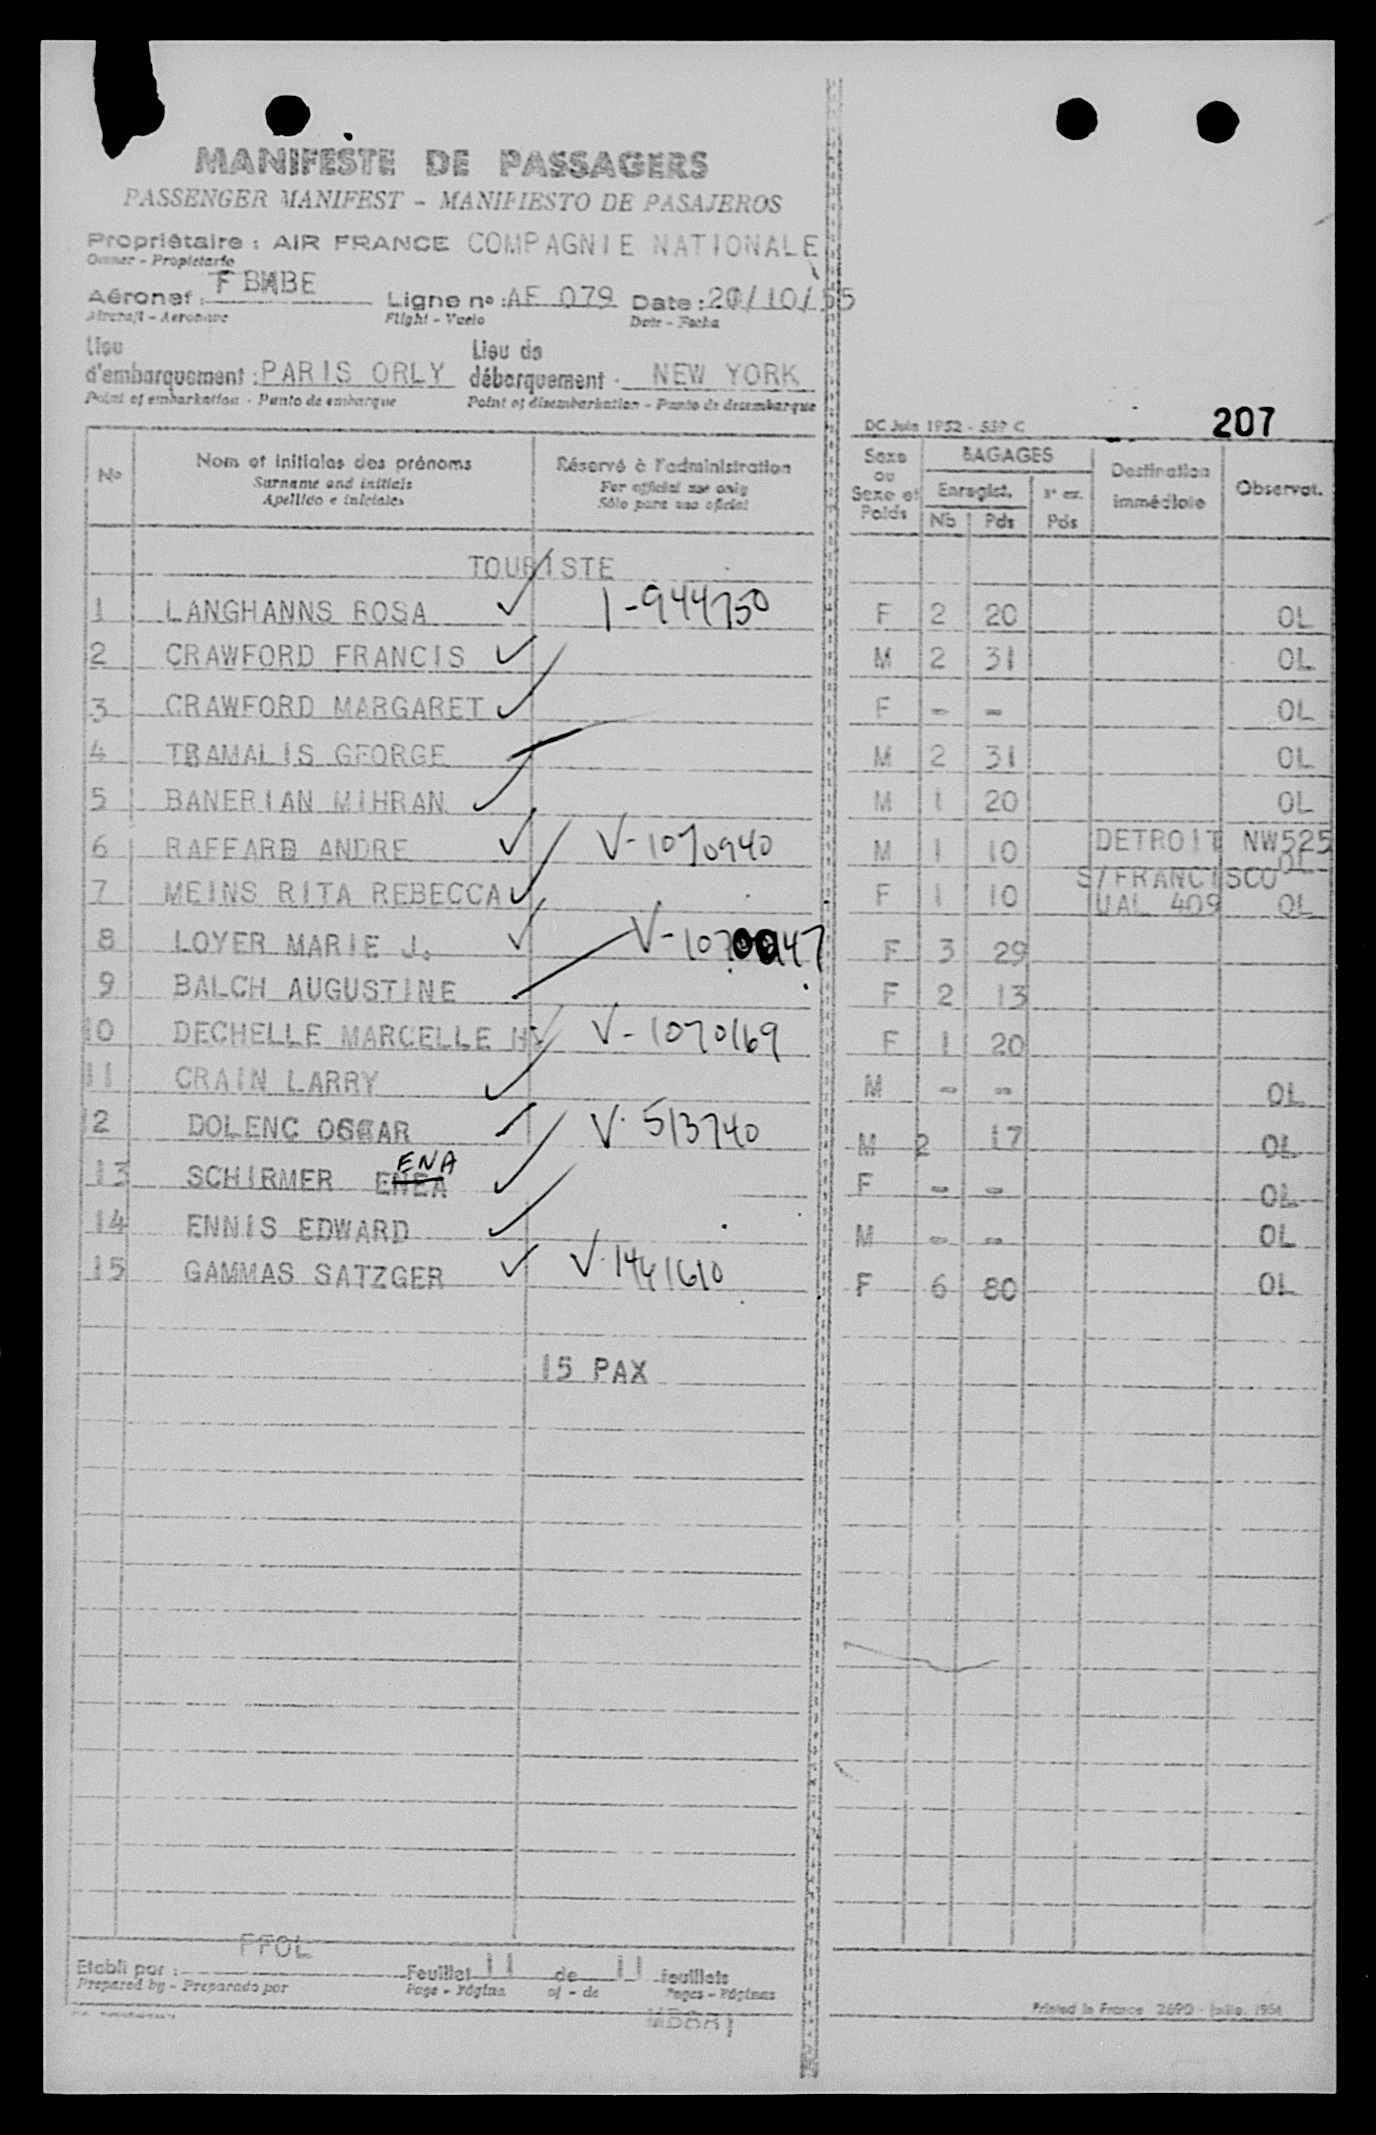 MANIFESTE DE PASSAGERS
PASSENGER MANIFEST - MANIFIESTO DE PASAJEROS
Propriétaire : AIR FRANCE COMPAGNIE NATIONALE
Owner - Propietario
Aéronef : F BHBE Ligne nº : AF 079 Date : 20/10/55
Aircraft - Aeronave Flight - Vuelo Date - Fecha
Lieu d'embarquement : PARIS ORLY Lieu de débarquement : NEW YORK
Point of embarkation - Punto de embarque Point of disembarkation - Punto de desembarque
DC Juin 1952 - 539 C 207
Nº Nom et initiales des prénoms Réservé à l'administration Sexe ou Sexe et Poids BAGAGES Destination immédiate Observat.
Surname and initials For official use only Enregist. Nº ex.
Apellido e iniciales Sólo para uso oficial Nb Pds Pds
TOURISTE
1 LANGHANNS ROSA 1-944750 F 2 20 OL
2 CRAWFORD FRANCIS M 2 31 OL
3 CRAWFORD MARGARET F - - OL
4 TRAMALIS GEORGE M 2 31 OL
5 BANERIAN MIHRAN M 1 20 OL
6 RAFFARD ANDRE V-1070940 M 1 10 DETROIT NW525 OL
7 MEINS RITA REBECCA F 1 10 S/FRANCISCO UAL 409 OL
8 LOYER MARIE J. V-1070947 F 3 29
9 BALCH AUGUSTINE F 2 13
10 DECHELLE MARCELLE V-1070169 F 1 20
11 CRAIN LARRY M - - OL
12 DOLENC OSCAR V-513740 M 2 17 OL
13 SCHIRMER ENEA ENA F - - OL
14 ENNIS EDWARD M - - OL
15 GAMMAS SATZGER V-1441610 F 6 80 OL
15 PAX
Etabli par : FFOL Feuillet 11 de 11 feuillets
Prepared by - Preparado por Page - Página of - de Pages - Páginas
Printed in France 2690 - 1954